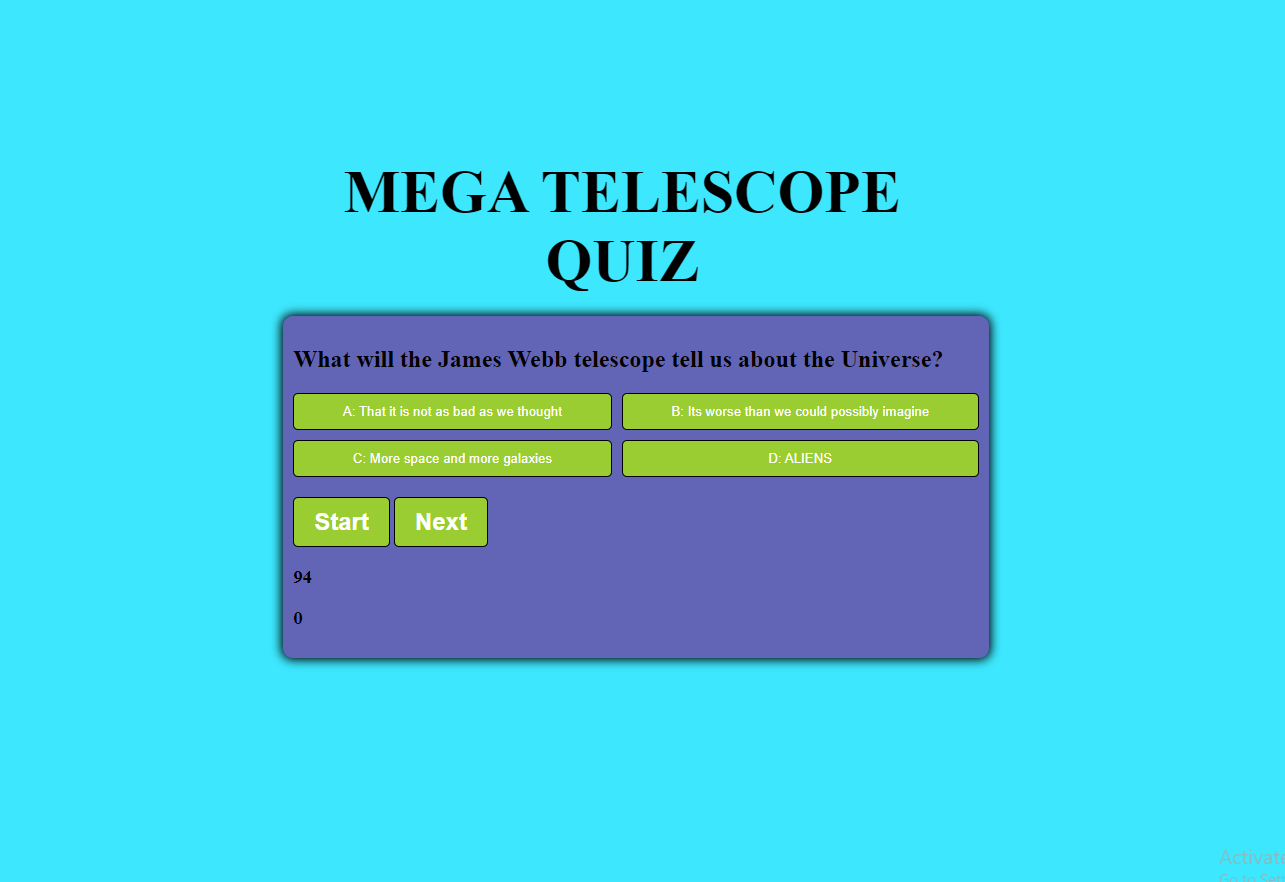 MEGA TELESCOPE
QUIZ
What will the James Webb telescope tell us about the Universe?
A: That it is not as bad as we thought
B: Its worse than we could possibly imagine
C: More space and more galaxies
D: ALIENS
Start
Next
94
0
Activate
Go to